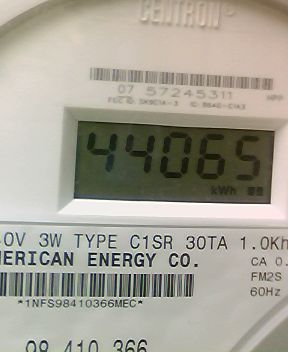 CENTRON®
07 57245311
44065
kWh
0V 3W TYPE C1SR 30TA 1.0Kh
MERICAN ENERGY CO.
CA 0.
FM2S
60Hz
*1NFS98410366MEC*
98 410 366